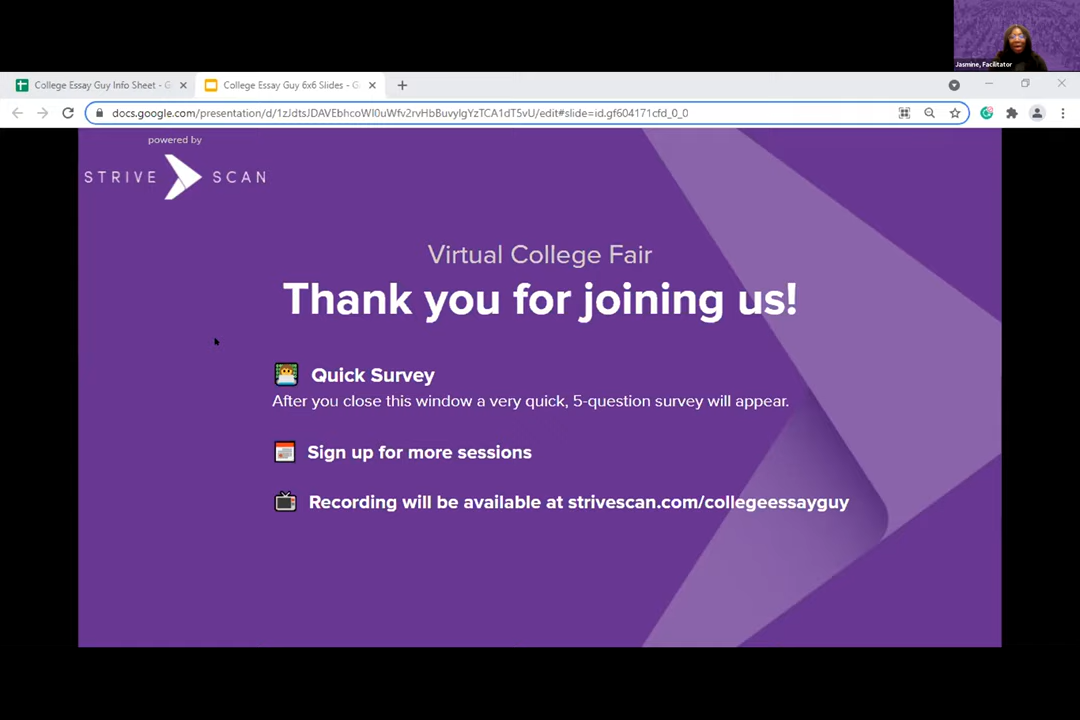 Jasmine, Facilitator
College Essay Guy Info Sheet - G
College Essay Guy 6x6 Slides - G
docs.google.com/presentation/d/1zJdtsJDAVEbhcoWI0uWfv2rvHbBuvylgYzTCA1dT5vU/edit#slide=id.gf604171cfd_0_0
powered by
STRIVE SCAN
Virtual College Fair
Thank you for joining us!
Quick Survey
After you close this window a very quick, 5-question survey will appear.
Sign up for more sessions
Recording will be available at strivescan.com/collegeessayguy